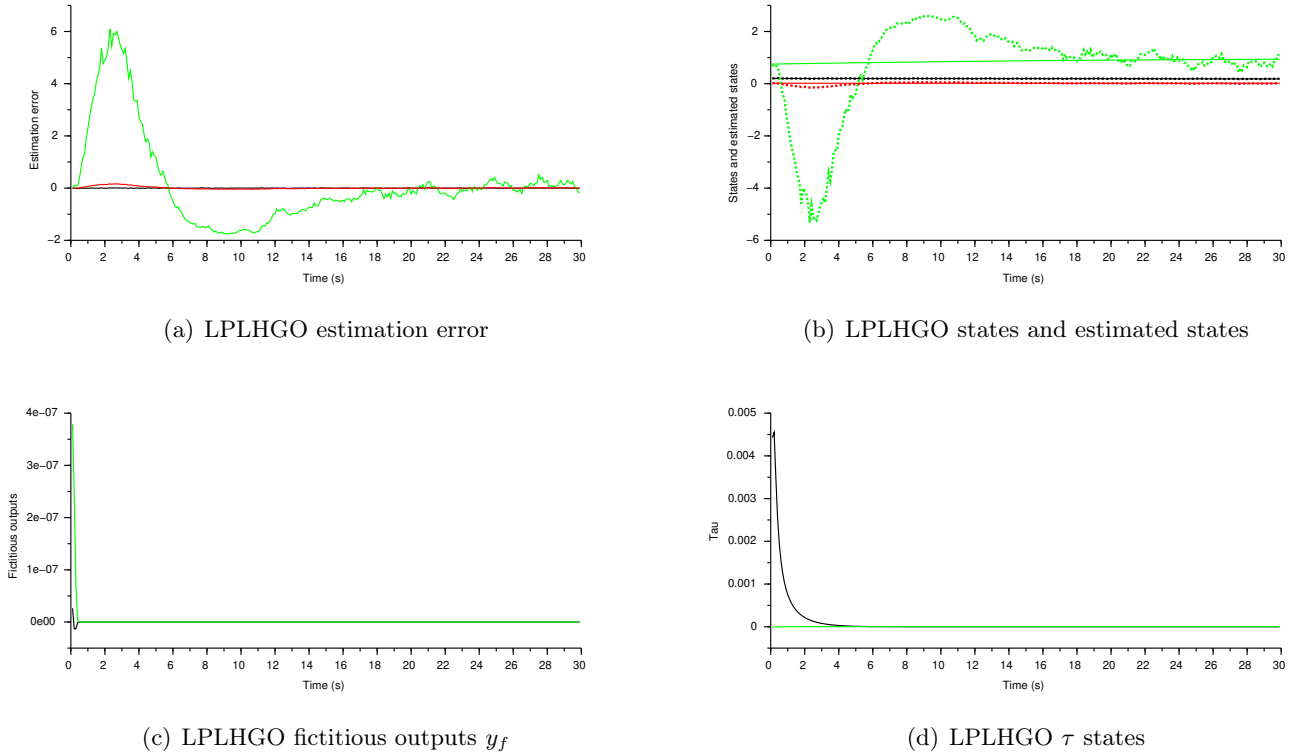 6
4
2
0
−2
Estimation error
0 2 4 6 8 10 12 14 16 18 20 22 24 26 28 30
Time (s)
(a) LPLHGO estimation error
2
0
−2
−4
−6
States and estimated states
0 2 4 6 8 10 12 14 16 18 20 22 24 26 28 30
Time (s)
(b) LPLHGO states and estimated states
4e−07
3e−07
2e−07
1e−07
0e00
Fictitious outputs
0 2 4 6 8 10 12 14 16 18 20 22 24 26 28 30
Time (s)
(c) LPLHGO fictitious outputs y_f
0.005
0.004
0.003
0.002
0.001
0
Tau
0 2 4 6 8 10 12 14 16 18 20 22 24 26 28 30
Time (s)
(d) LPLHGO τ states